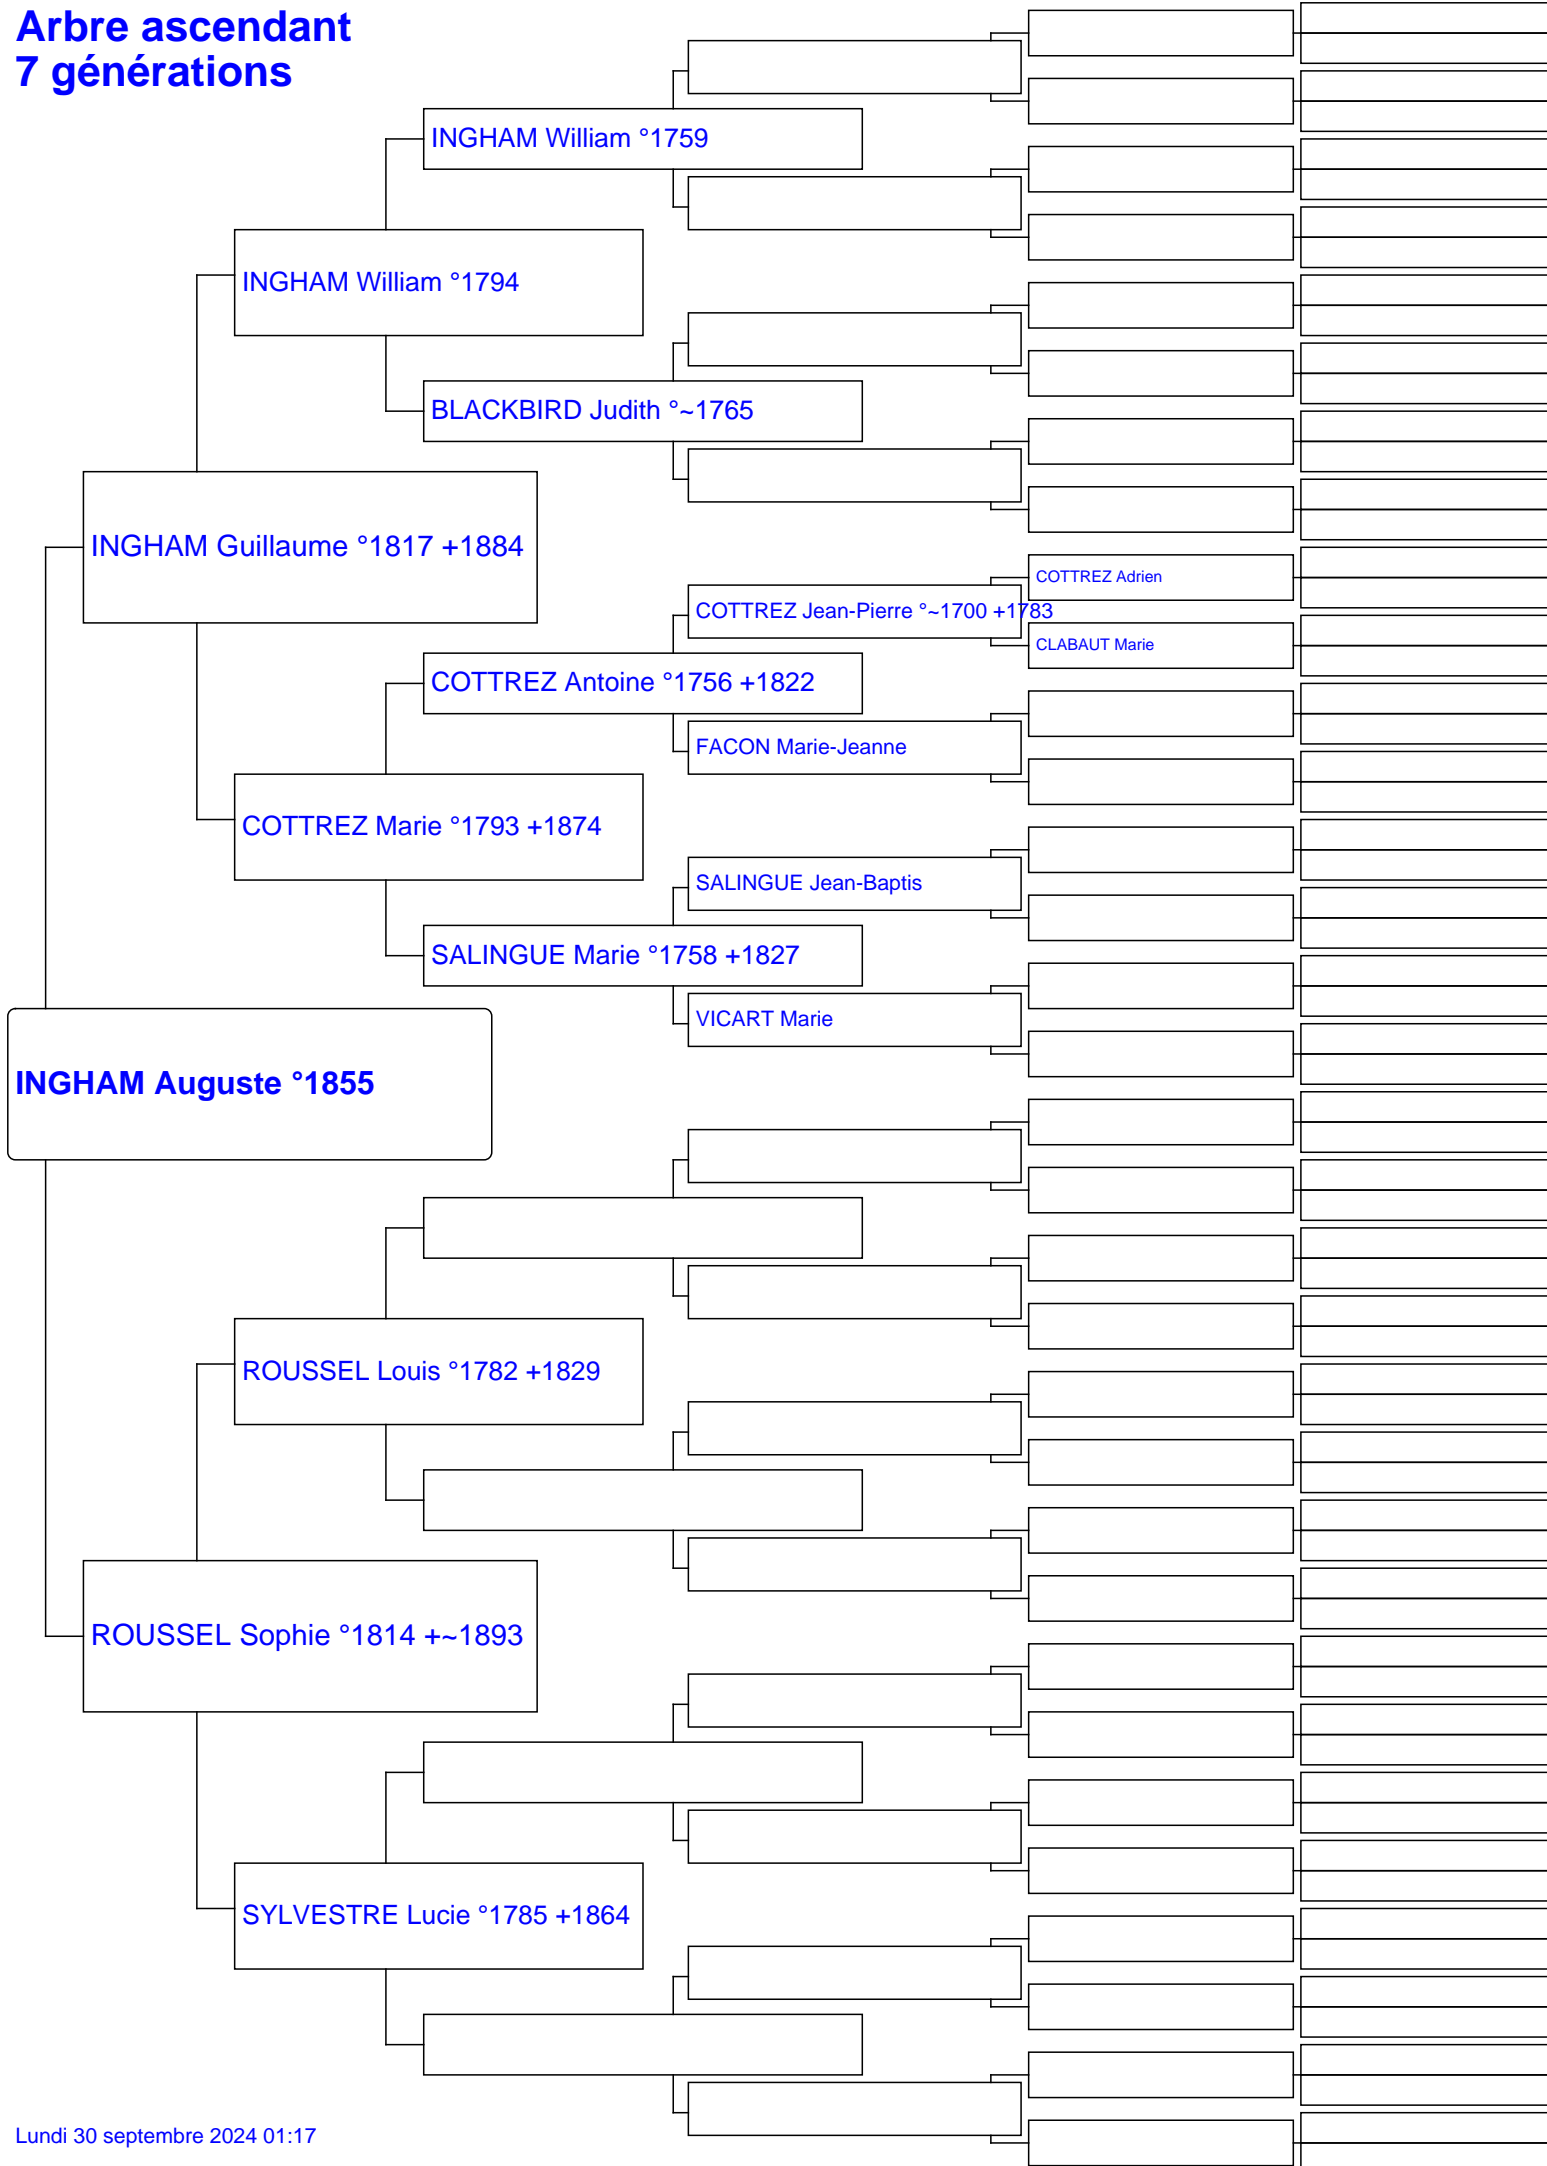 Arbre ascendant
7 générations
INGHAM William °1759
INGHAM William °1794
BLACKBIRD Judith °~1765
INGHAM Guillaume °1817 +1884
COTTREZ Adrien
COTTREZ Jean-Pierre °~1700 +1783
CLABAUT Marie
COTTREZ Antoine °1756 +1822
FACON Marie-Jeanne
COTTREZ Marie °1793 +1874
SALINGUE Jean-Baptis
SALINGUE Marie °1758 +1827
VICART Marie
INGHAM Auguste °1855
ROUSSEL Louis °1782 +1829
ROUSSEL Sophie °1814 +~1893
SYLVESTRE Lucie °1785 +1864
Lundi 30 septembre 2024 01:17